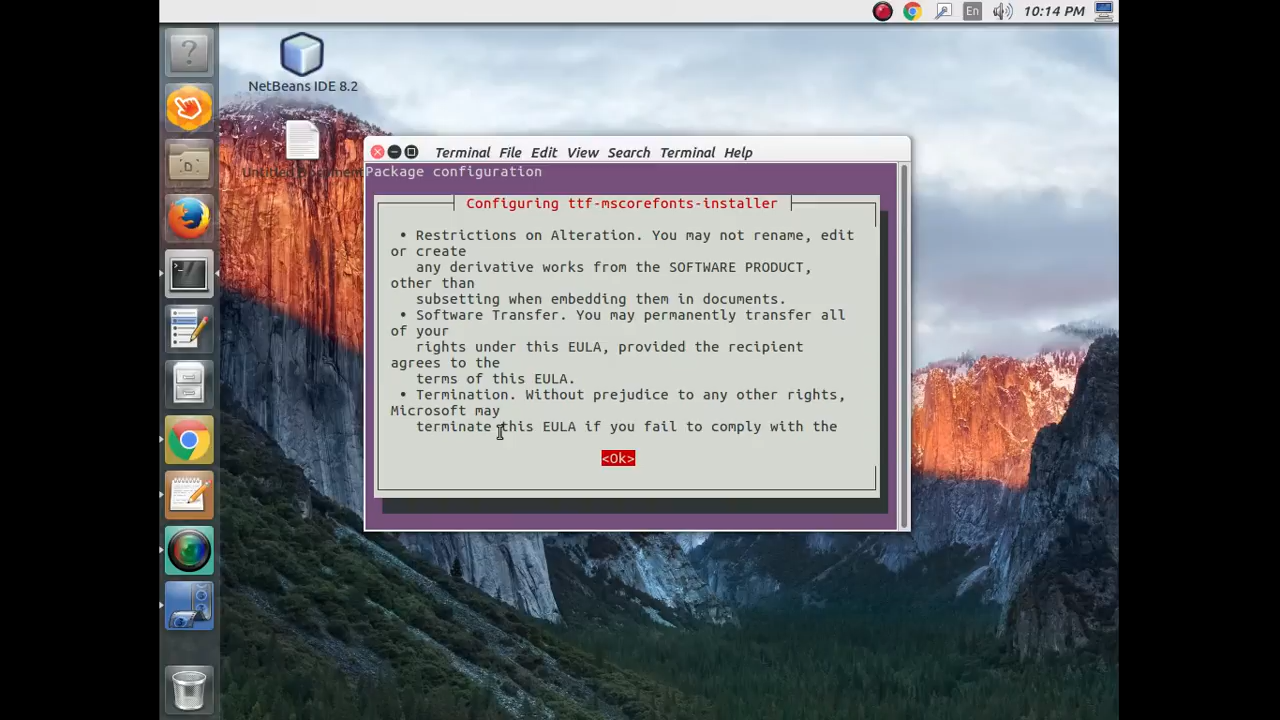 En
10:14 PM
NetBeans IDE 8.2
Terminal File Edit View Search Terminal Help
Package configuration
Configuring ttf-mscorefonts-installer
• Restrictions on Alteration. You may not rename, edit
or create
any derivative works from the SOFTWARE PRODUCT,
other than
subsetting when embedding them in documents.
• Software Transfer. You may permanently transfer all
of your
rights under this EULA, provided the recipient
agrees to the
terms of this EULA.
• Termination. Without prejudice to any other rights,
Microsoft may
terminate this EULA if you fail to comply with the
<Ok>